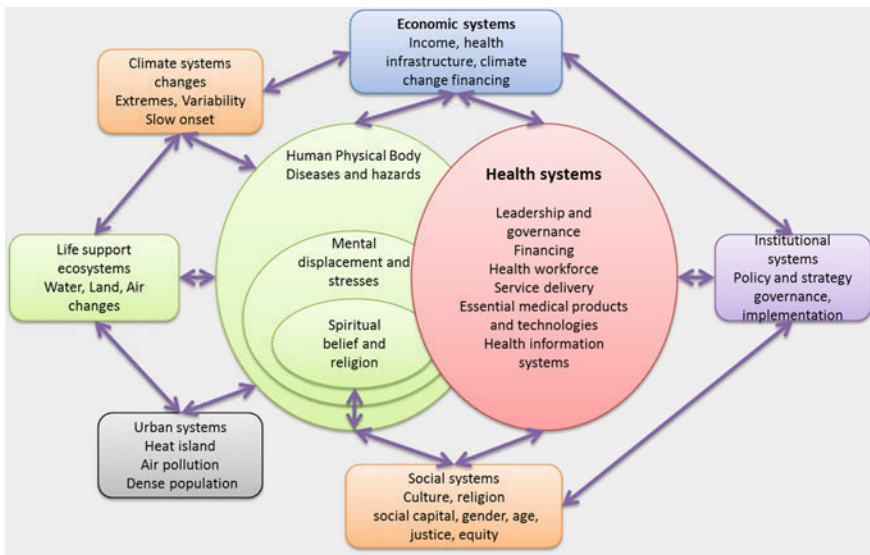 Economic systems
Income, health
infrastructure, climate
change financing
Climate systems
changes
Extremes, Variability
Slow onset
Human Physical Body
Diseases and hazards
Health systems
Leadership and
governance
Financing
Health workforce
Service delivery
Essential medical products
and technologies
Health information
systems
Mental
displacement and
stresses
Spiritual
belief and
religion
Life support
ecosystems
Water, Land, Air
changes
Institutional
systems
Policy and strategy
governance,
implementation
Urban systems
Heat island
Air pollution
Dense population
Social systems
Culture, religion
social capital, gender, age,
justice, equity